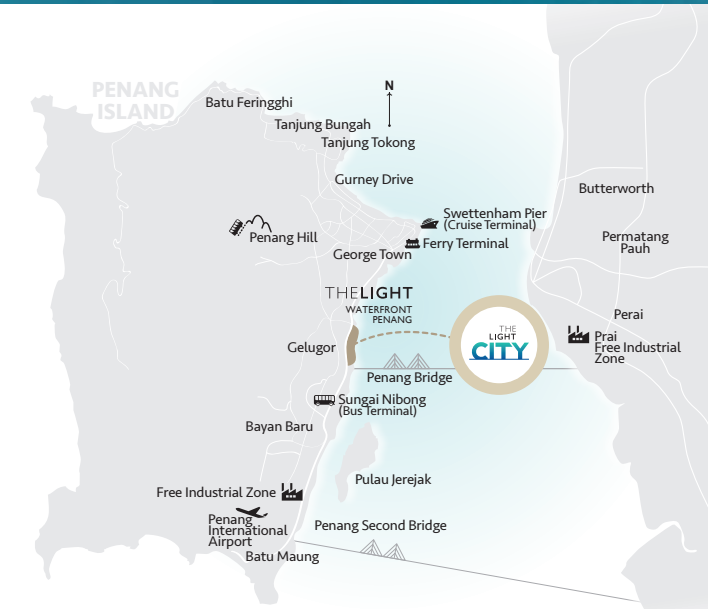 PENANG
ISLAND
Batu Feringghi
N
Tanjung Bungah
Tanjung Tokong
Gurney Drive
Butterworth
Swettenham Pier
(Cruise Terminal)
Penang Hill
Ferry Terminal
Permatang
Pauh
George Town
THELIGHT
WATERFRONT
PENANG
Perai
THE
LIGHT
CITY
Prai
Free Industrial
Zone
Gelugor
Penang Bridge
Sungai Nibong
(Bus Terminal)
Bayan Baru
Pulau Jerejak
Free Industrial Zone
Penang
International
Airport
Penang Second Bridge
Batu Maung